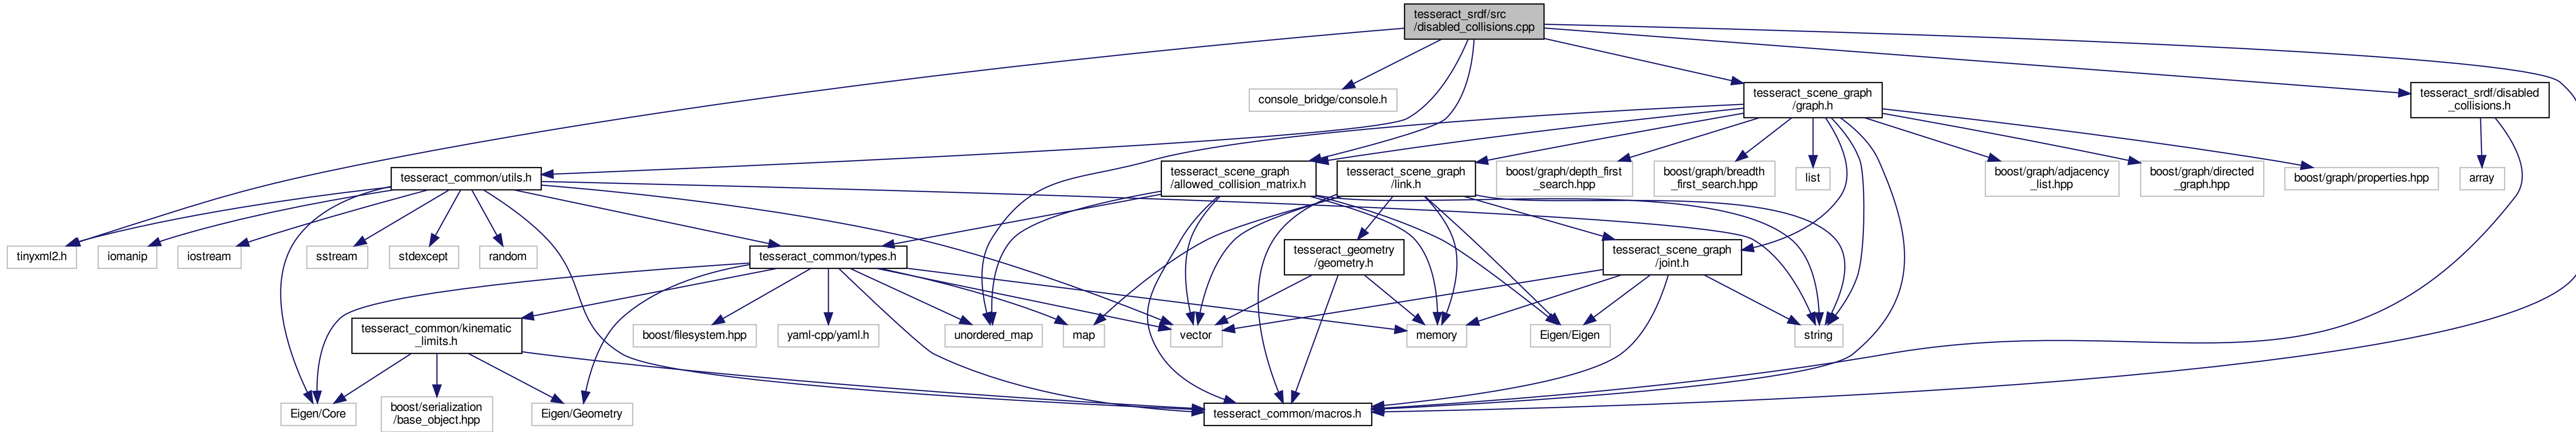 tesseract_srdf/src
/disabled_collisions.cpp
console_bridge/console.h
tesseract_scene_graph
/graph.h
tesseract_srdf/disabled
_collisions.h
tesseract_common/utils.h
tesseract_scene_graph
/allowed_collision_matrix.h
tesseract_scene_graph
/link.h
boost/graph/depth_first
_search.hpp
boost/graph/breadth
_first_search.hpp
list
boost/graph/adjacency
_list.hpp
boost/graph/directed
_graph.hpp
boost/graph/properties.hpp
array
tinyxml2.h
iomanip
iostream
sstream
stdexcept
random
tesseract_common/types.h
tesseract_geometry
/geometry.h
tesseract_scene_graph
/joint.h
tesseract_common/kinematic
_limits.h
boost/filesystem.hpp
yaml-cpp/yaml.h
unordered_map
map
vector
memory
Eigen/Eigen
string
Eigen/Core
boost/serialization
/base_object.hpp
Eigen/Geometry
tesseract_common/macros.h